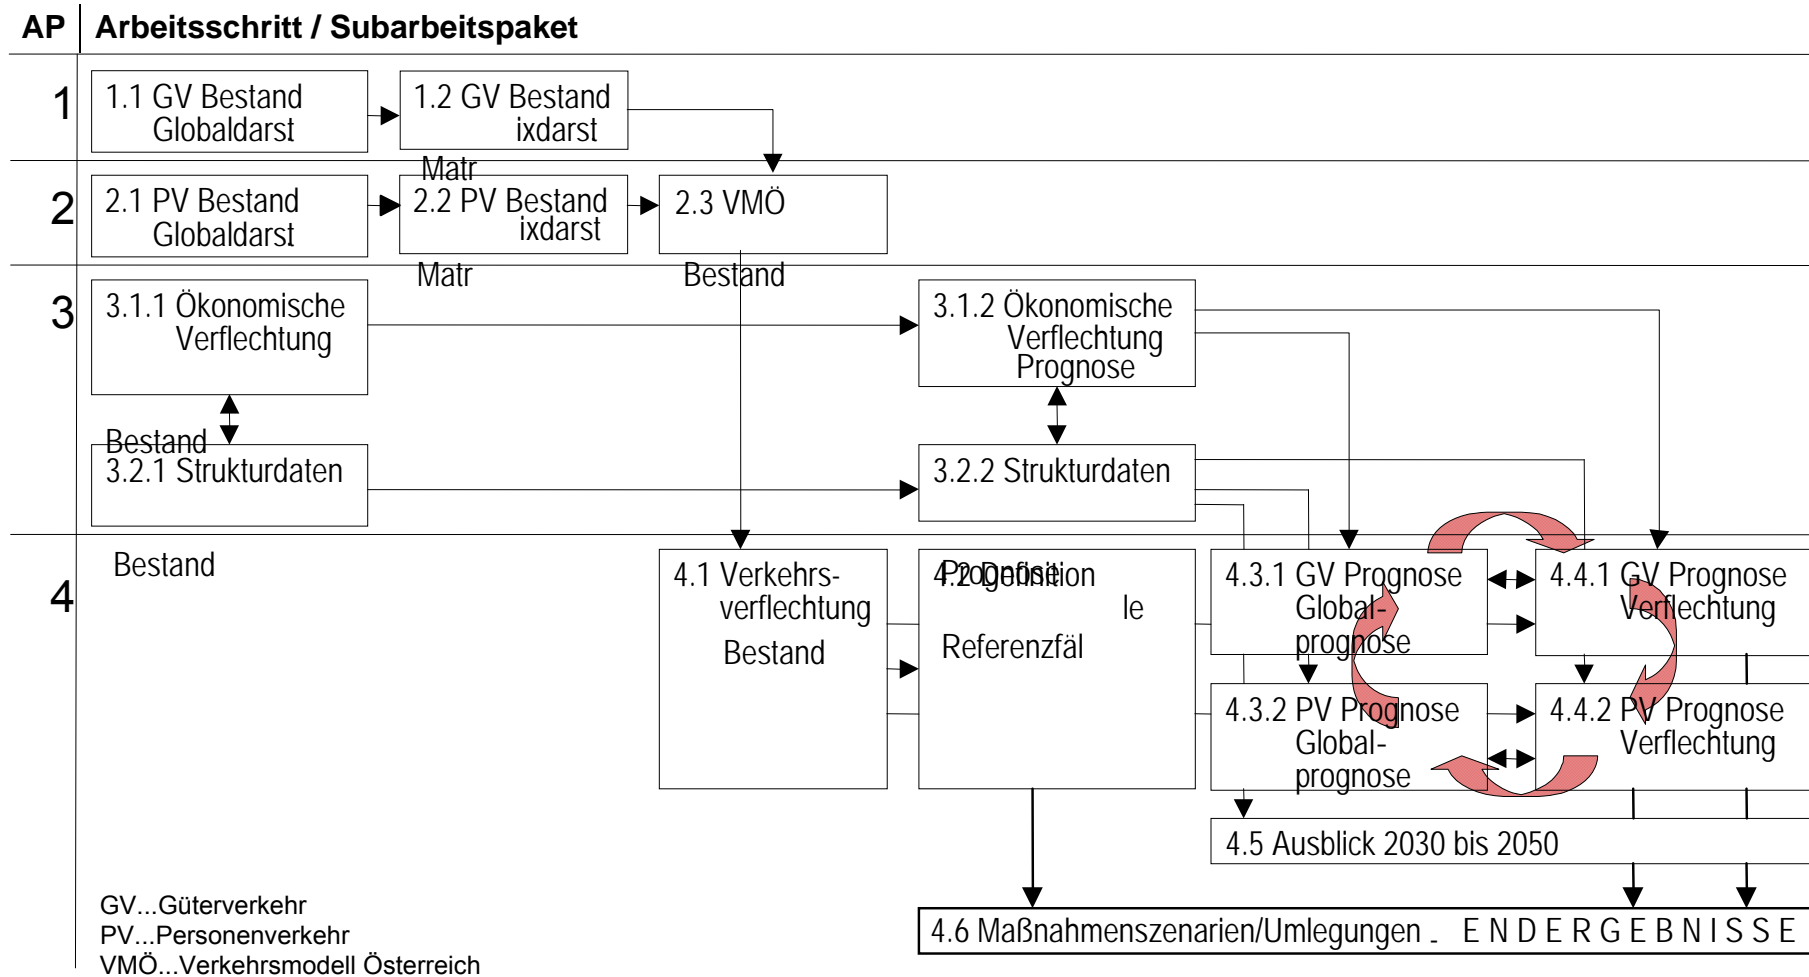 AP Arbeitsschritt / Subarbeitspaket
1
1.1 GV Bestand
Globaldarst
1.2 GV Bestand
ixdarst
Matr
2
2.1 PV Bestand
Globaldarst
2.2 PV Bestand
ixdarst
Matr
2.3 VMÖ
Bestand
3
3.1.1 Ökonomische
Verflechtung
Bestand
3.1.2 Ökonomische
Verflechtung
Prognose
3.2.1 Strukturdaten
Bestand
3.2.2 Strukturdaten
Prognose
4
4.1 Verkehrs-
verflechtung
Bestand
4.2 Definition
le
Referenzfäl
4.3.1 GV Prognose
Global-
prognose
4.4.1 GV Prognose
Verflechtung
4.3.2 PV Prognose
Global-
prognose
4.4.2 PV Prognose
Verflechtung
4.5 Ausblick 2030 bis 2050
4.6 Maßnahmenszenarien/Umlegungen - E N D E R G E B N I S S E
GV...Güterverkehr
PV...Personenverkehr
VMÖ...Verkehrsmodell Österreich